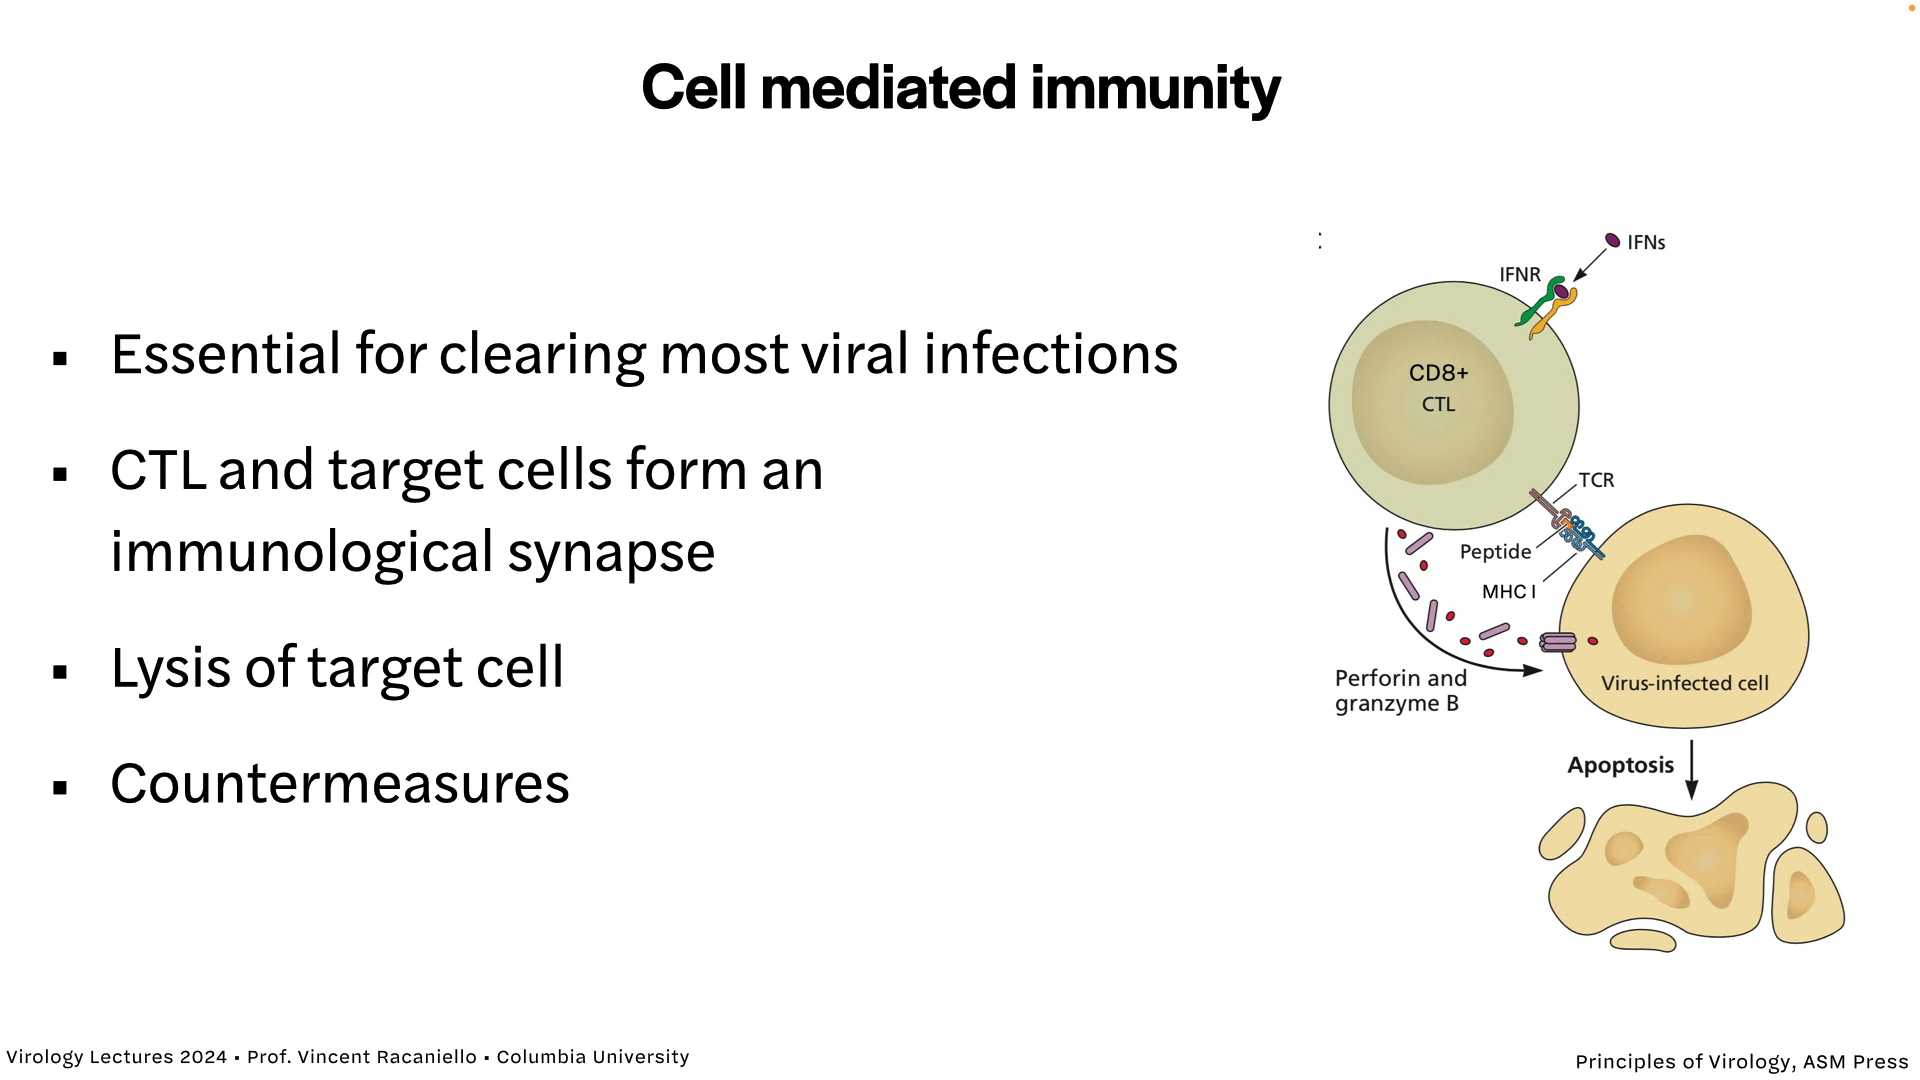 Cell mediated immunity
▪ Essential for clearing most viral infections
▪ CTL and target cells form an
immunological synapse
▪ Lysis of target cell
▪ Countermeasures
:
IFNs
IFNR
CD8+
CTL
TCR
Peptide
MHC I
Perforin and
granzyme B
Virus-infected cell
Apoptosis
Virology Lectures 2024 • Prof. Vincent Racaniello • Columbia University
Principles of Virology, ASM Press